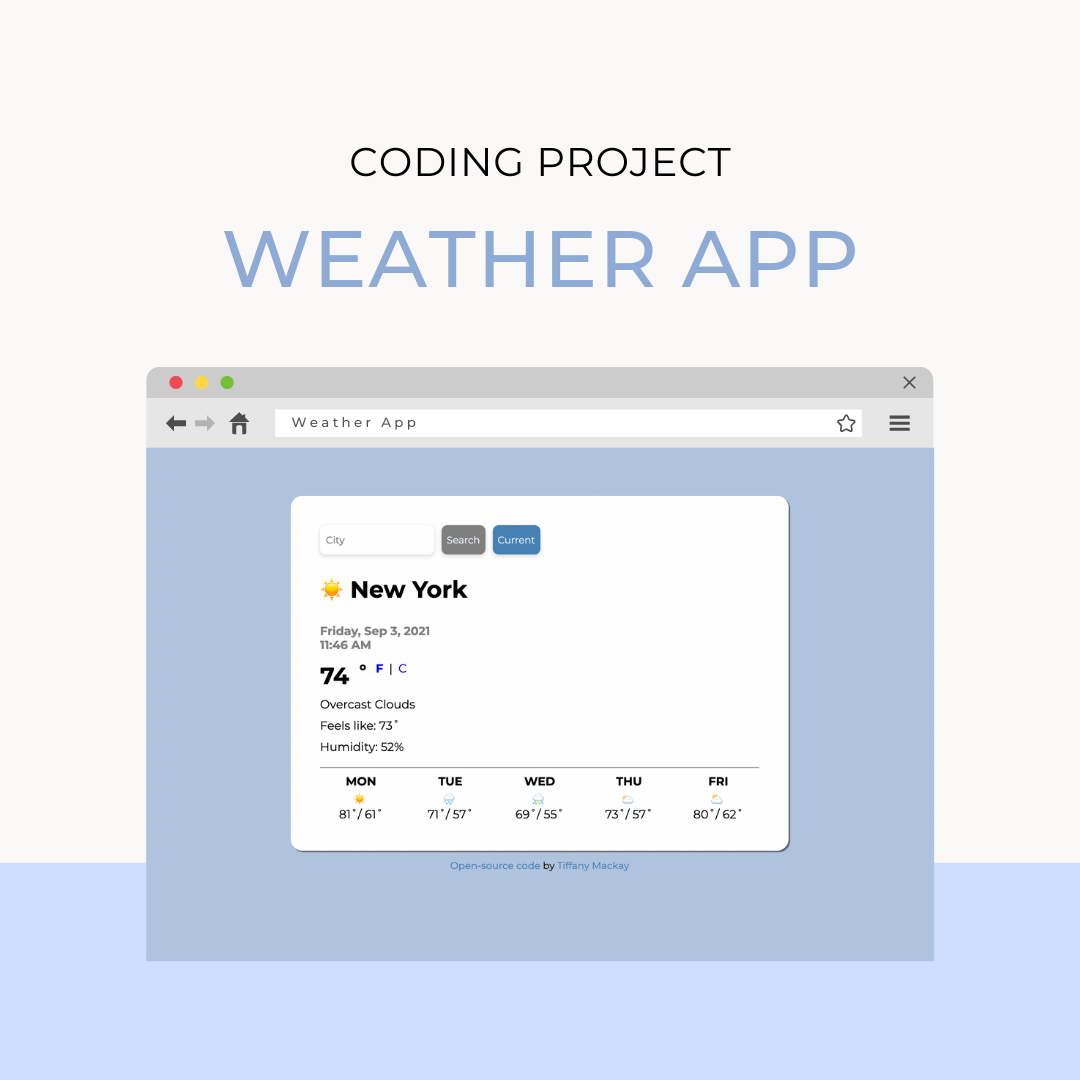 CODING PROJECT
WEATHER APP
Weather App
City Search Current
New York
Friday, Sep 3, 2021
11:46 AM
74 ° F | C
Overcast Clouds
Feels like: 73°
Humidity: 52%
MON TUE WED THU FRI
81°/ 61° 71°/ 57° 69°/ 55° 73°/ 57° 80°/ 62°
Open-source code by Tiffany Mackay